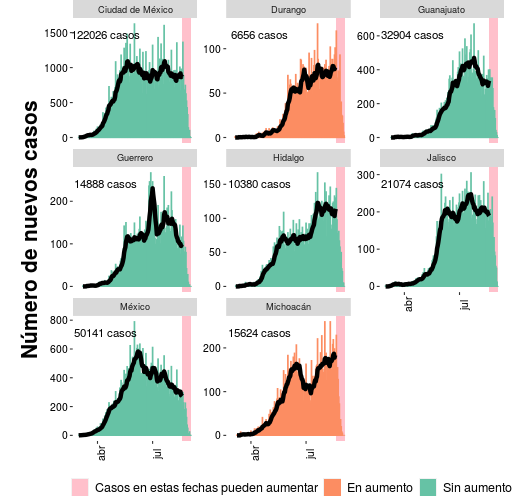 Número de nuevos casos
Ciudad de México
Durango
Guanajuato
122026 casos
6656 casos
32904 casos
1500
1000
500
0
100
50
0
600
400
200
0
Guerrero
Hidalgo
Jalisco
14888 casos
10380 casos
21074 casos
200
100
0
150
100
50
0
300
200
100
0
abr
jul
México
Michoacán
50141 casos
15624 casos
800
600
400
200
0
200
100
0
abr
jul
abr
jul
Casos en estas fechas pueden aumentar
En aumento
Sin aumento